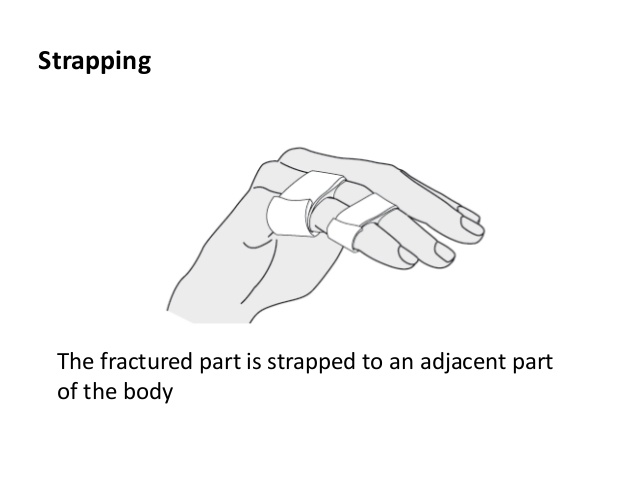 Strapping
The fractured part is strapped to an adjacent part
of the body